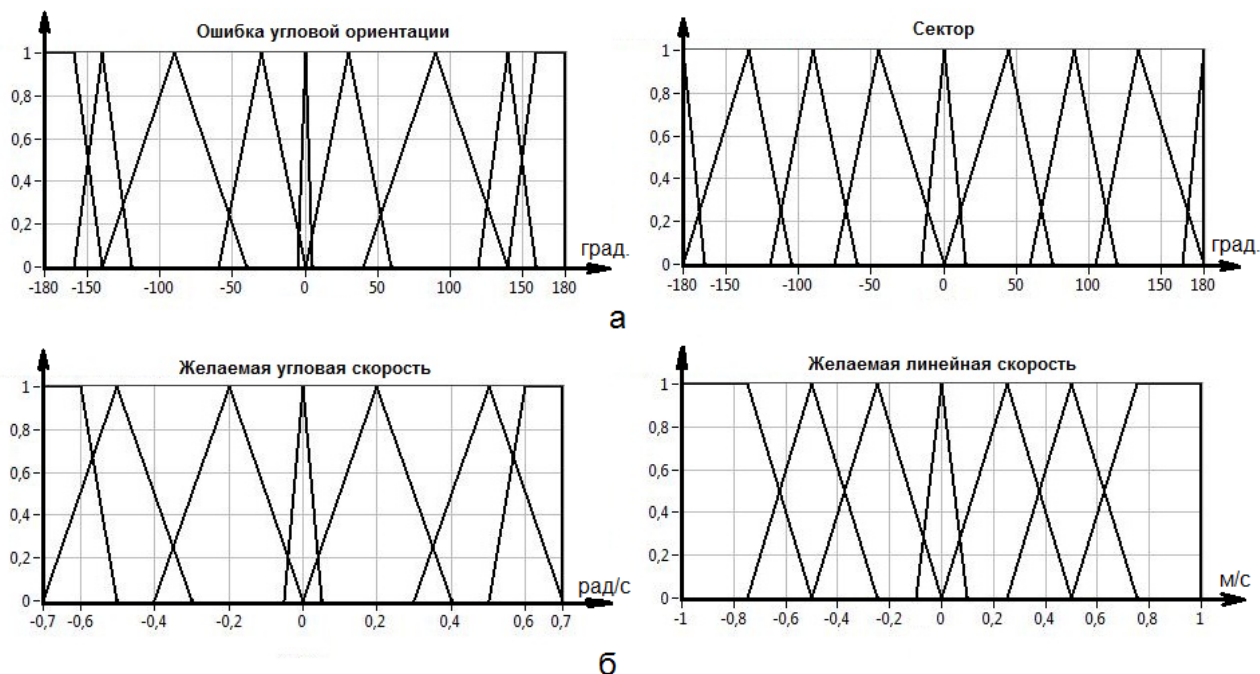 Ошибка угловой ориентации
1
0,8
0,6
0,4
0,2
0
-180 -150 -100 -50 0 50 100 150 180
град.
Сектор
1
0,8
0,6
0,4
0,2
0
-180 -150 -100 -50 0 50 100 150 180
град.
а
Желаемая угловая скорость
1
0,8
0,6
0,4
0,2
0
-0,7 -0,6 -0,4 -0,2 0 0,2 0,4 0,6 0,7
рад/с
Желаемая линейная скорость
1
0,8
0,6
0,4
0,2
0
-1 -0,8 -0,6 -0,4 -0,2 0 0,2 0,4 0,6 0,8 1
м/с
б